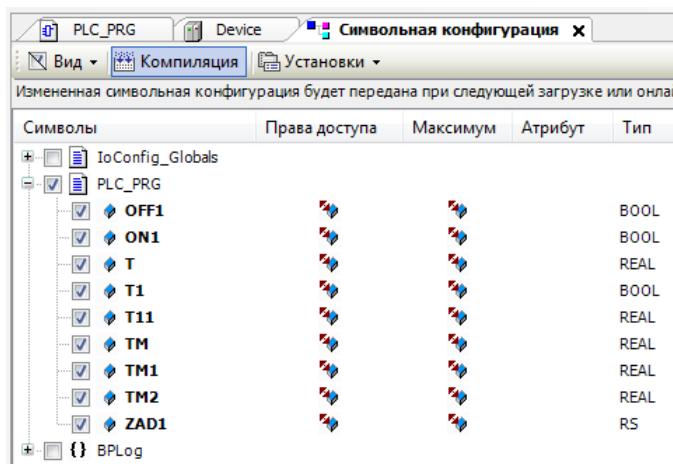 PLC_PRG Device Символьная конфигурация x
Вид Компиляция Установки
Измененная символьная конфигурация будет передана при следующей загрузке или онла
Символы Права доступа Максимум Атрибут Тип
IoConfig_Globals
PLC_PRG
OFF1 BOOL
ON1 BOOL
T REAL
T1 BOOL
T11 REAL
TM REAL
TM1 REAL
TM2 REAL
ZAD1 RS
{} BPLog